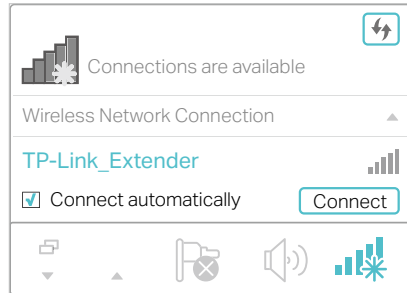 Connections are available
Wireless Network Connection
TP-Link_Extender
Connect automatically
Connect